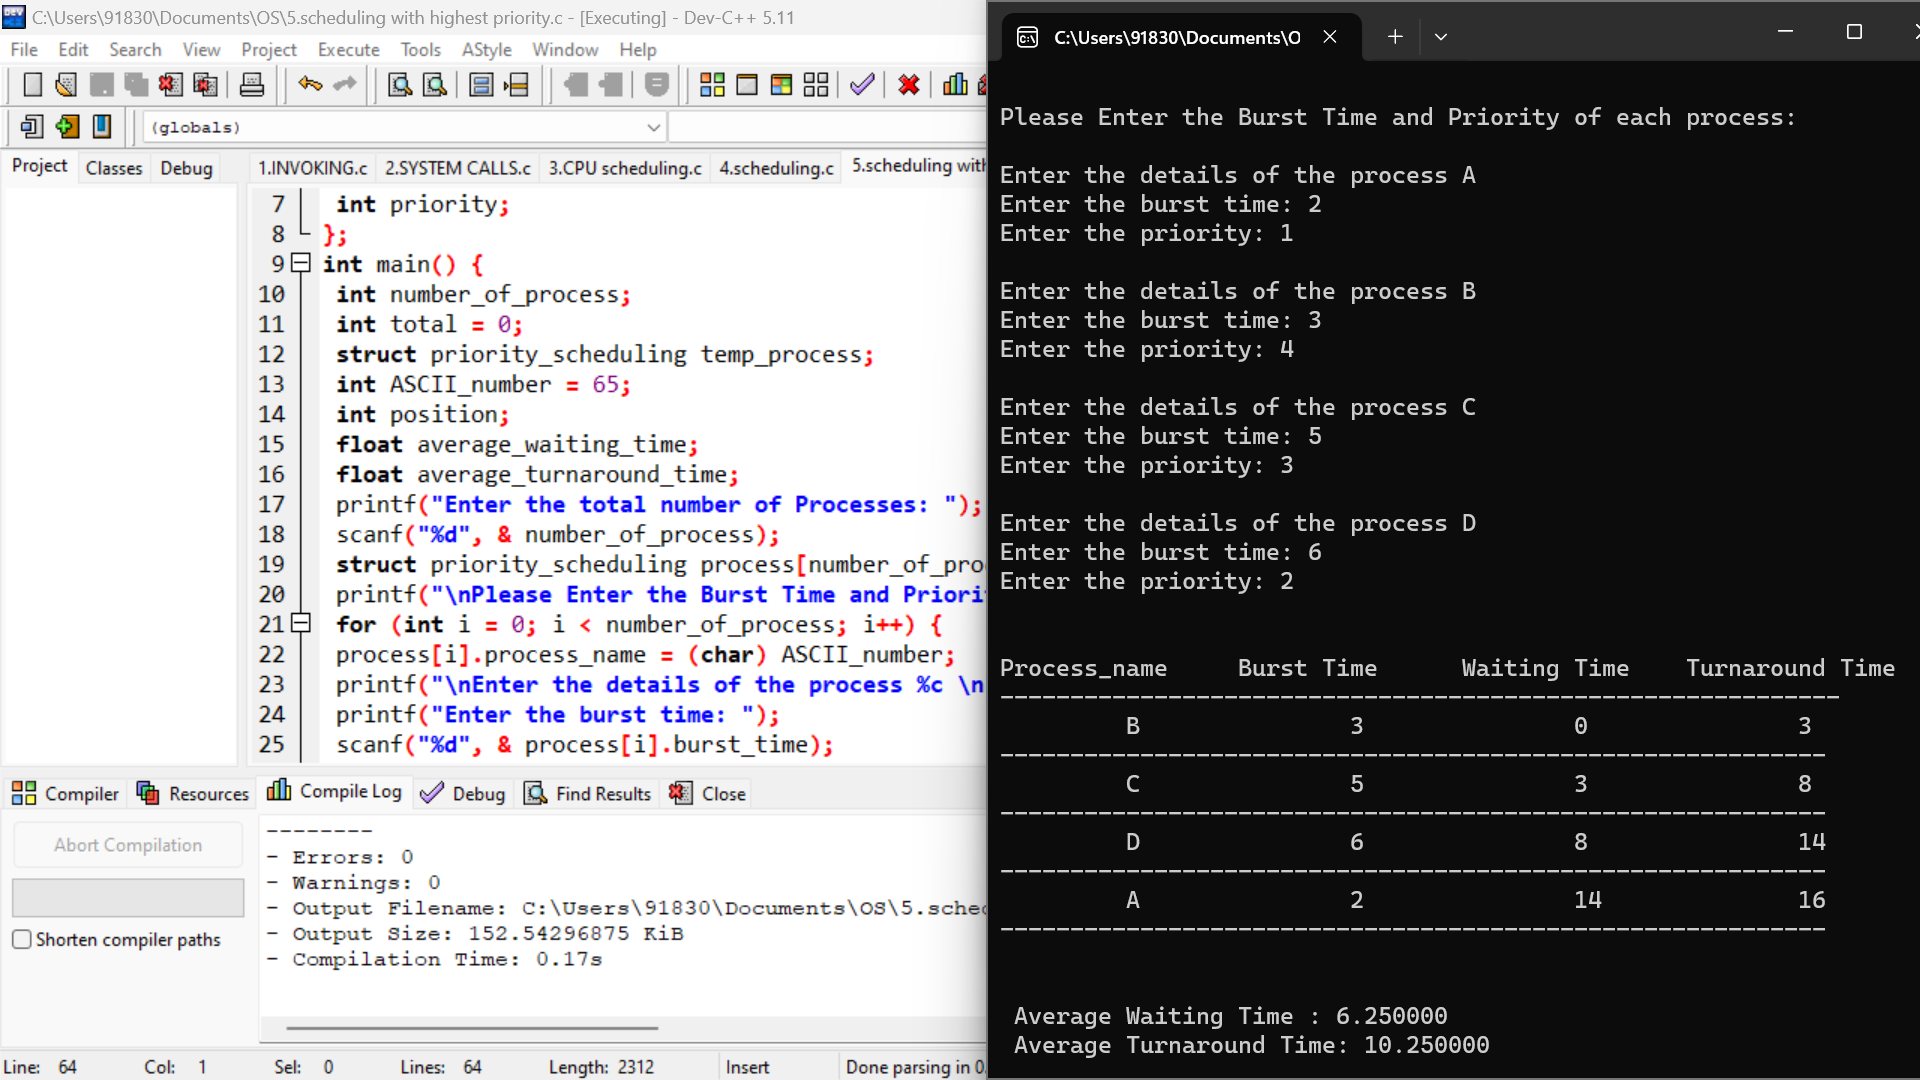 C:\Users\91830\Documents\OS\5.scheduling with highest priority.c - [Executing] - Dev-C++ 5.11
File Edit Search View Project Execute Tools AStyle Window Help
(globals)
Project Classes Debug
1.INVOKING.c 2.SYSTEM CALLS.c 3.CPU scheduling.c 4.scheduling.c 5.scheduling with
7 int priority;
8 };
9 int main() {
10 int number_of_process;
11 int total = 0;
12 struct priority_scheduling temp_process;
13 int ASCII_number = 65;
14 int position;
15 float average_waiting_time;
16 float average_turnaround_time;
17 printf("Enter the total number of Processes: ");
18 scanf("%d", & number_of_process);
19 struct priority_scheduling process[number_of_pro
20 printf("\nPlease Enter the Burst Time and Priori
21 for (int i = 0; i < number_of_process; i++) {
22 process[i].process_name = (char) ASCII_number;
23 printf("\nEnter the details of the process %c \n
24 printf("Enter the burst time: ");
25 scanf("%d", & process[i].burst_time);
Compiler Resources Compile Log Debug Find Results Close
Abort Compilation
Shorten compiler paths
--------
- Errors: 0
- Warnings: 0
- Output Filename: C:\Users\91830\Documents\OS\5.sched
- Output Size: 152.54296875 KiB
- Compilation Time: 0.17s
Line: 64 Col: 1 Sel: 0 Lines: 64 Length: 2312 Insert Done parsing in 0.
C:\Users\91830\Documents\O
Please Enter the Burst Time and Priority of each process:
Enter the details of the process A
Enter the burst time: 2
Enter the priority: 1
Enter the details of the process B
Enter the burst time: 3
Enter the priority: 4
Enter the details of the process C
Enter the burst time: 5
Enter the priority: 3
Enter the details of the process D
Enter the burst time: 6
Enter the priority: 2
Process_name Burst Time Waiting Time Turnaround Time
------------------------------------------------------------
B 3 0 3
-----------------------------------------------------------
C 5 3 8
-----------------------------------------------------------
D 6 8 14
-----------------------------------------------------------
A 2 14 16
-----------------------------------------------------------
Average Waiting Time : 6.250000
Average Turnaround Time: 10.250000